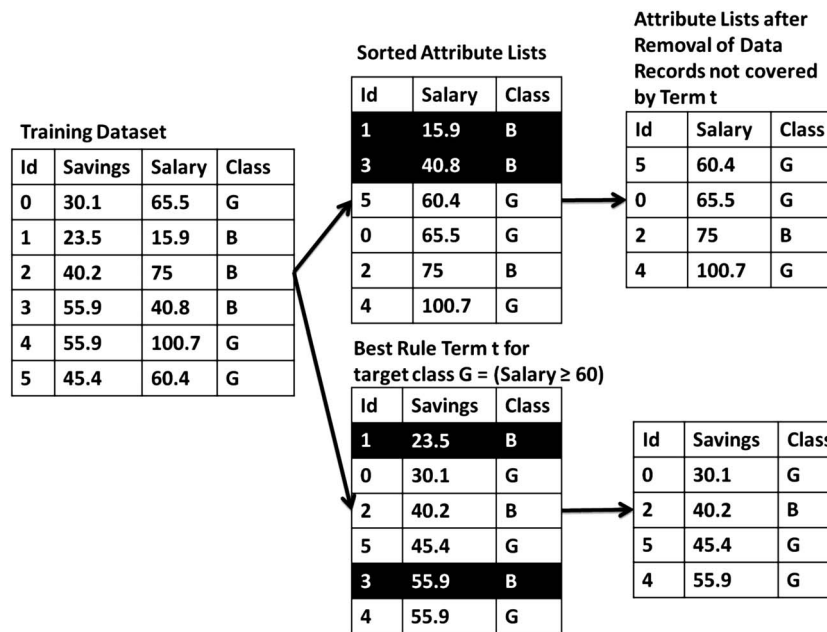 Training Dataset
Id Savings Salary Class
0 30.1 65.5 G
1 23.5 15.9 B
2 40.2 75 B
3 55.9 40.8 B
4 55.9 100.7 G
5 45.4 60.4 G
Sorted Attribute Lists
Id Salary Class
1 15.9 B
3 40.8 B
5 60.4 G
0 65.5 G
2 75 B
4 100.7 G
Best Rule Term t for
target class G = (Salary ≥ 60)
Id Savings Class
1 23.5 B
0 30.1 G
2 40.2 B
5 45.4 G
3 55.9 B
4 55.9 G
Attribute Lists after
Removal of Data
Records not covered
by Term t
Id Salary Class
5 60.4 G
0 65.5 G
2 75 B
4 100.7 G
Id Savings Class
0 30.1 G
2 40.2 B
5 45.4 G
4 55.9 G